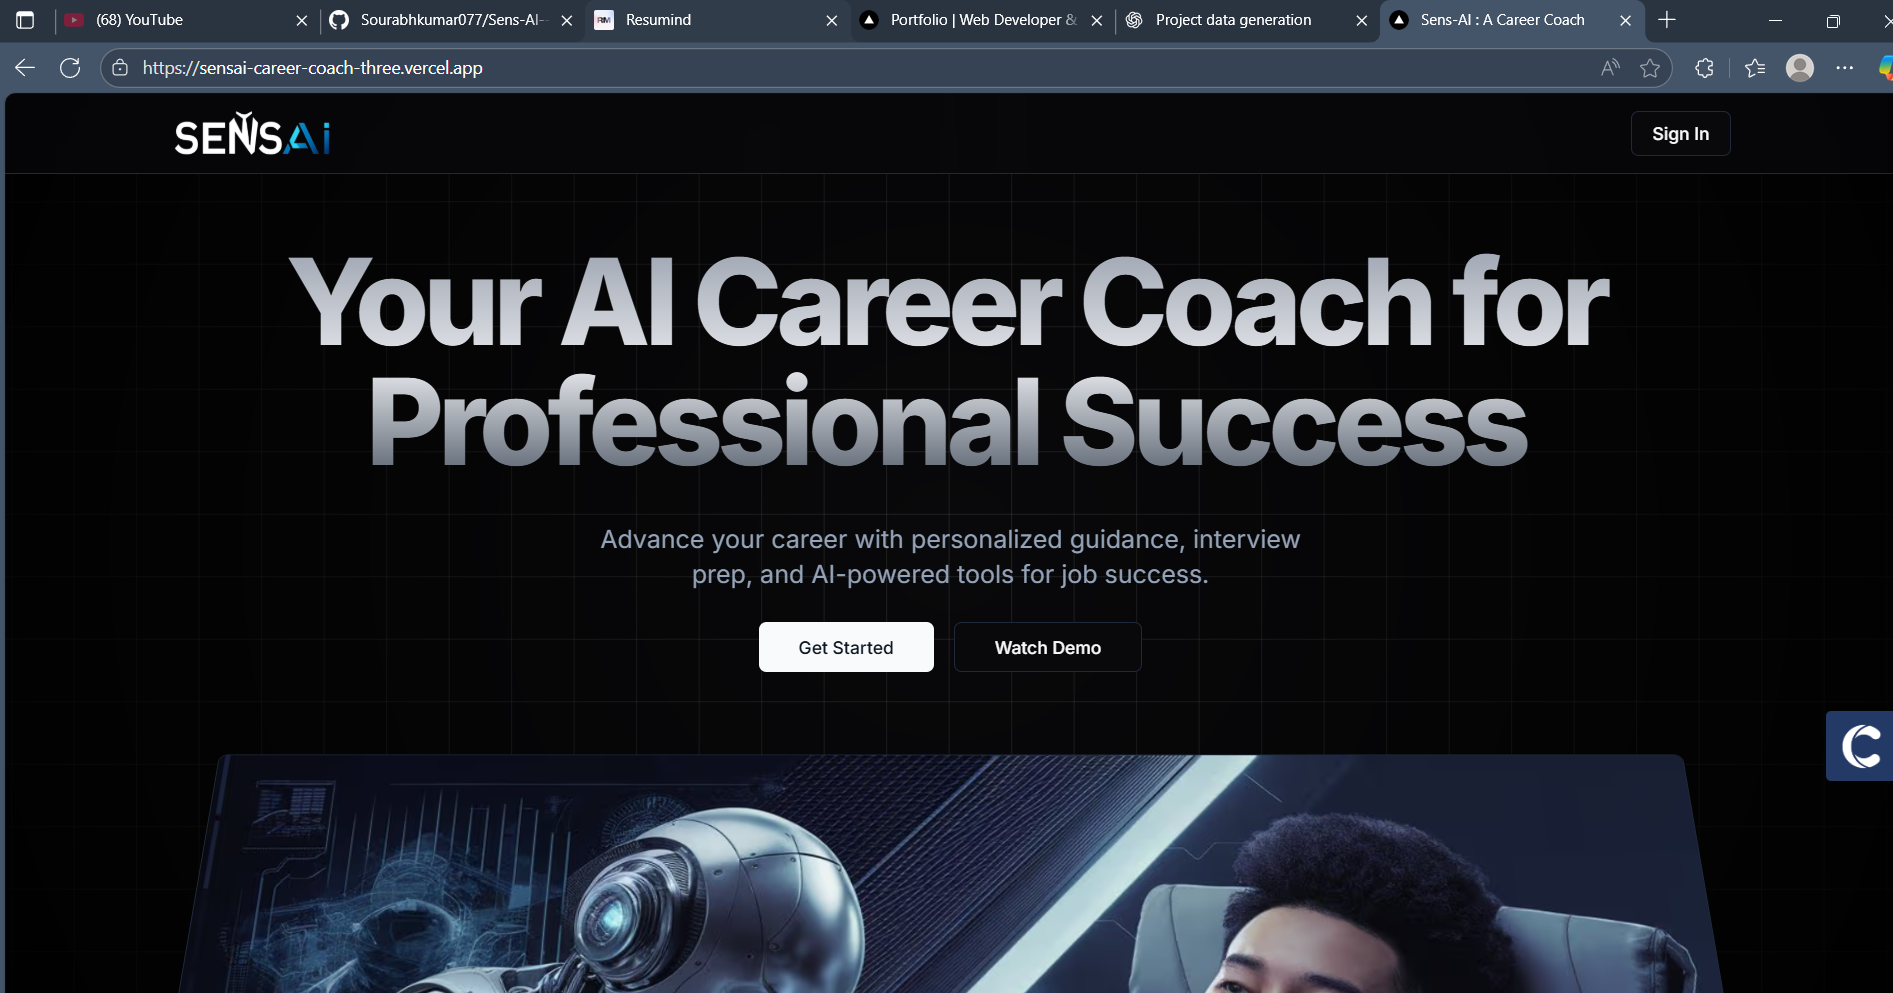 (68) YouTube
Sourabhkumar077/Sens-AI--
RM
Resumind
Portfolio | Web Developer &
Project data generation
Sens-AI : A Career Coach
https://sensai-career-coach-three.vercel.app
SENSAi
Sign In
Your AI Career Coach for
Professional Success
Advance your career with personalized guidance, interview
prep, and AI-powered tools for job success.
Get Started
Watch Demo
C